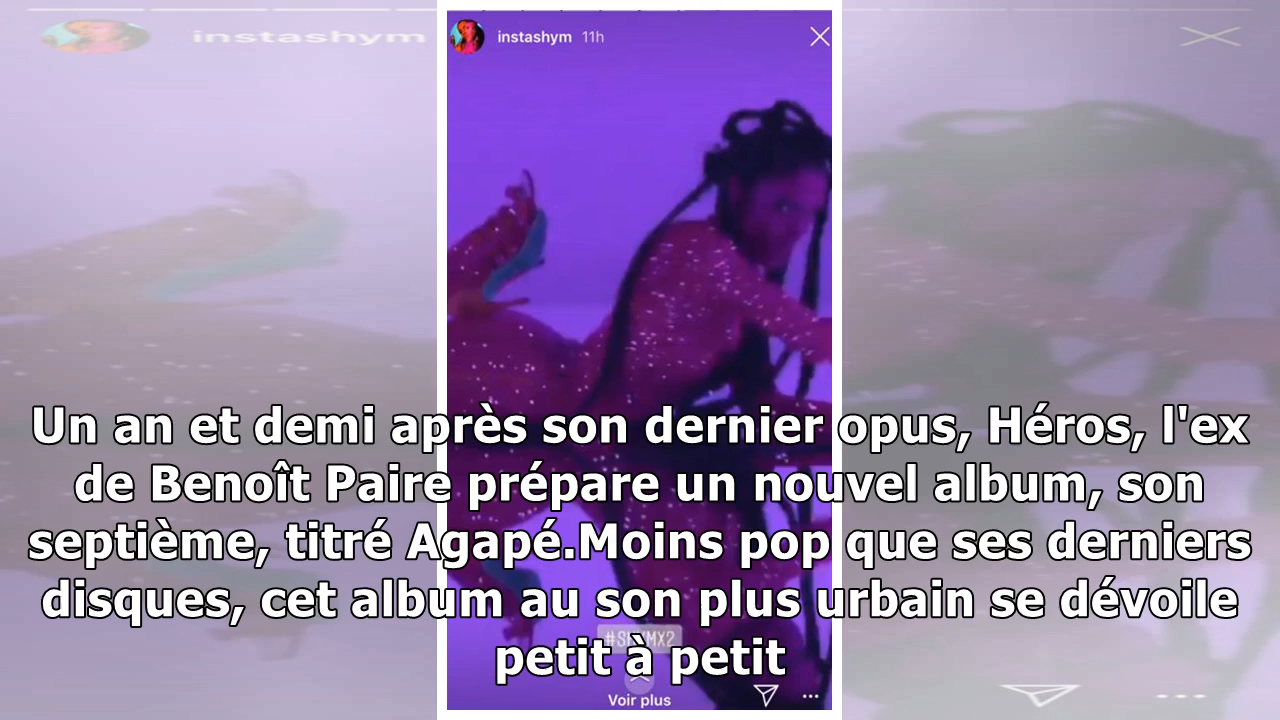 instashym
instashym 11h
Un an et demi après son dernier opus, Héros, l'ex
de Benoît Paire prépare un nouvel album, son
septième, titré Agapé.Moins pop que ses derniers
disques, cet album au son plus urbain se dévoile
petit à petit
Voir plus